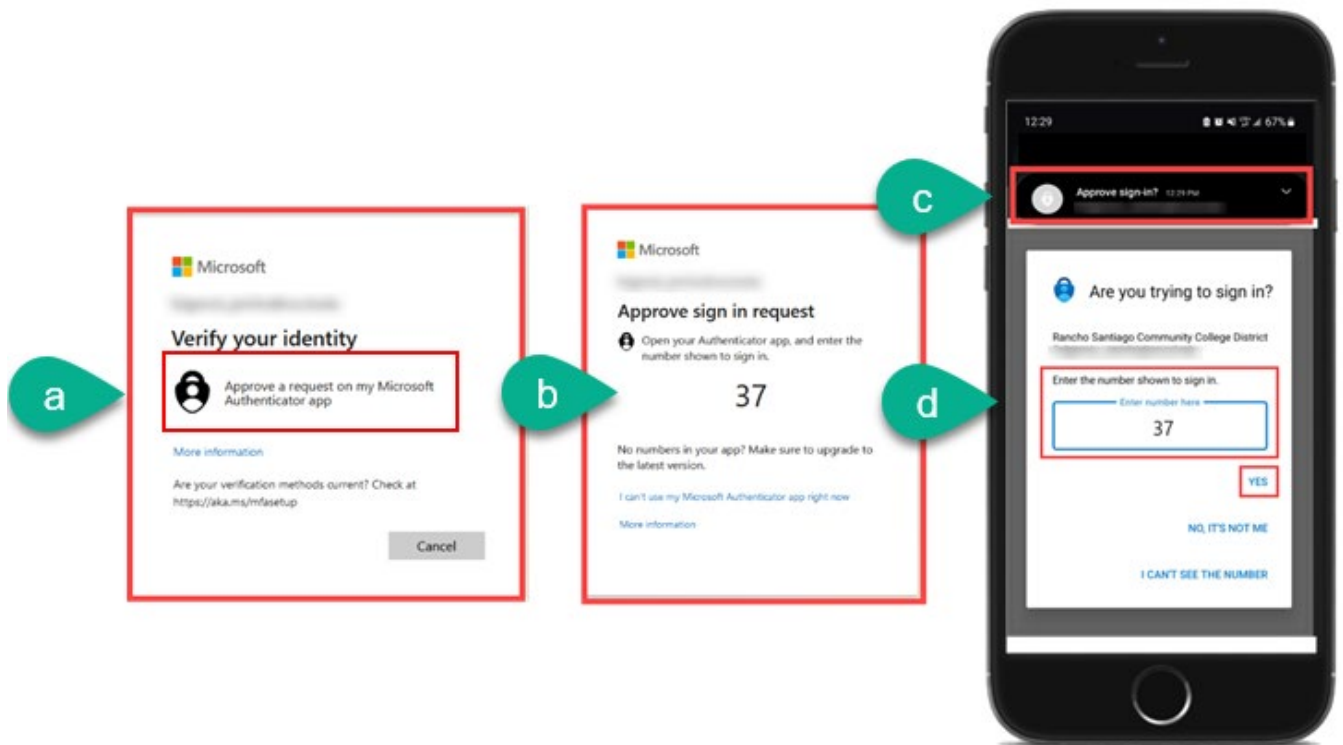 a
Microsoft
Verify your identity
Approve a request on my Microsoft
Authenticator app
More information
Are your verification methods current? Check at
https://aka.ms/mfasetup
Cancel
b
Microsoft
Approve sign in request
Open your Authenticator app, and enter the
number shown to sign in.
37
No numbers in your app? Make sure to upgrade to
the latest version.
I can't use my Microsoft Authenticator app right now
More information
c
d
12:29
67%
Approve sign-in? 12:29 PM
Are you trying to sign in?
Rancho Santiago Community College District
Enter the number shown to sign in.
Enter number here
37
YES
NO, IT'S NOT ME
I CAN'T SEE THE NUMBER